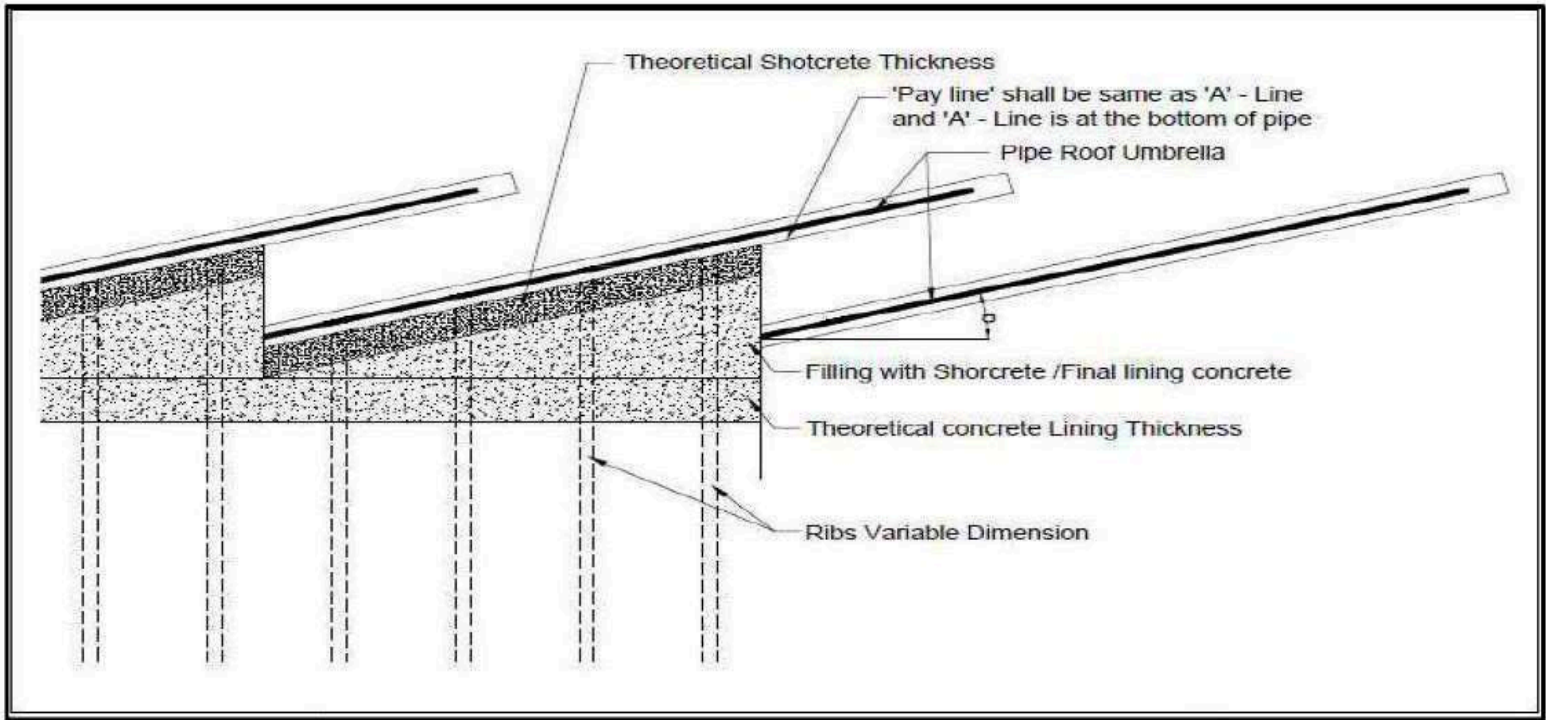 Theoretical Shotcrete Thickness
'Pay line' shall be same as 'A' - Line
and 'A' - Line is at the bottom of pipe
Pipe Roof Umbrella
Filling with Shorcrete /Final lining concrete
Theoretical concrete Lining Thickness
Ribs Variable Dimension